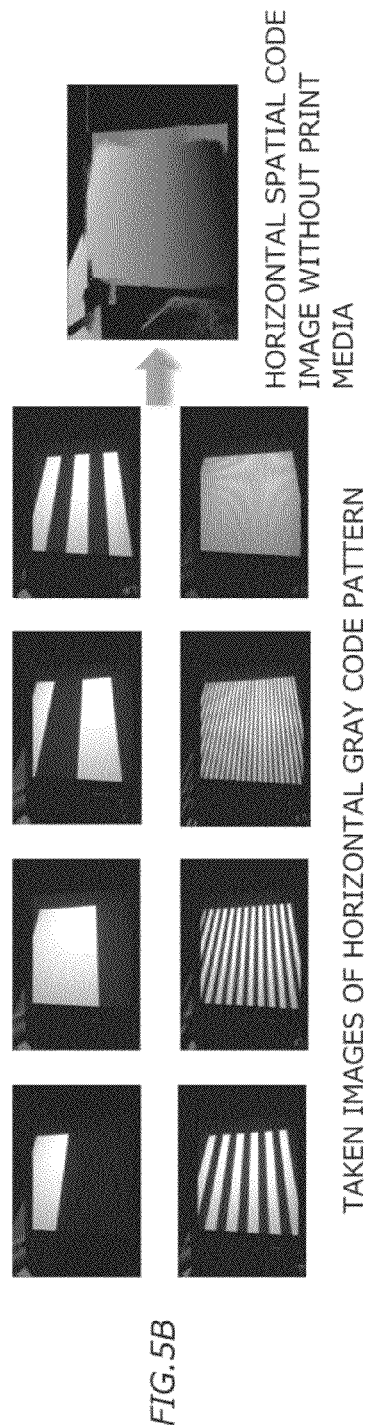 FIG.5B
TAKEN IMAGES OF HORIZONTAL GRAY CODE PATTERN
HORIZONTAL SPATIAL CODE
IMAGE WITHOUT PRINT
MEDIA